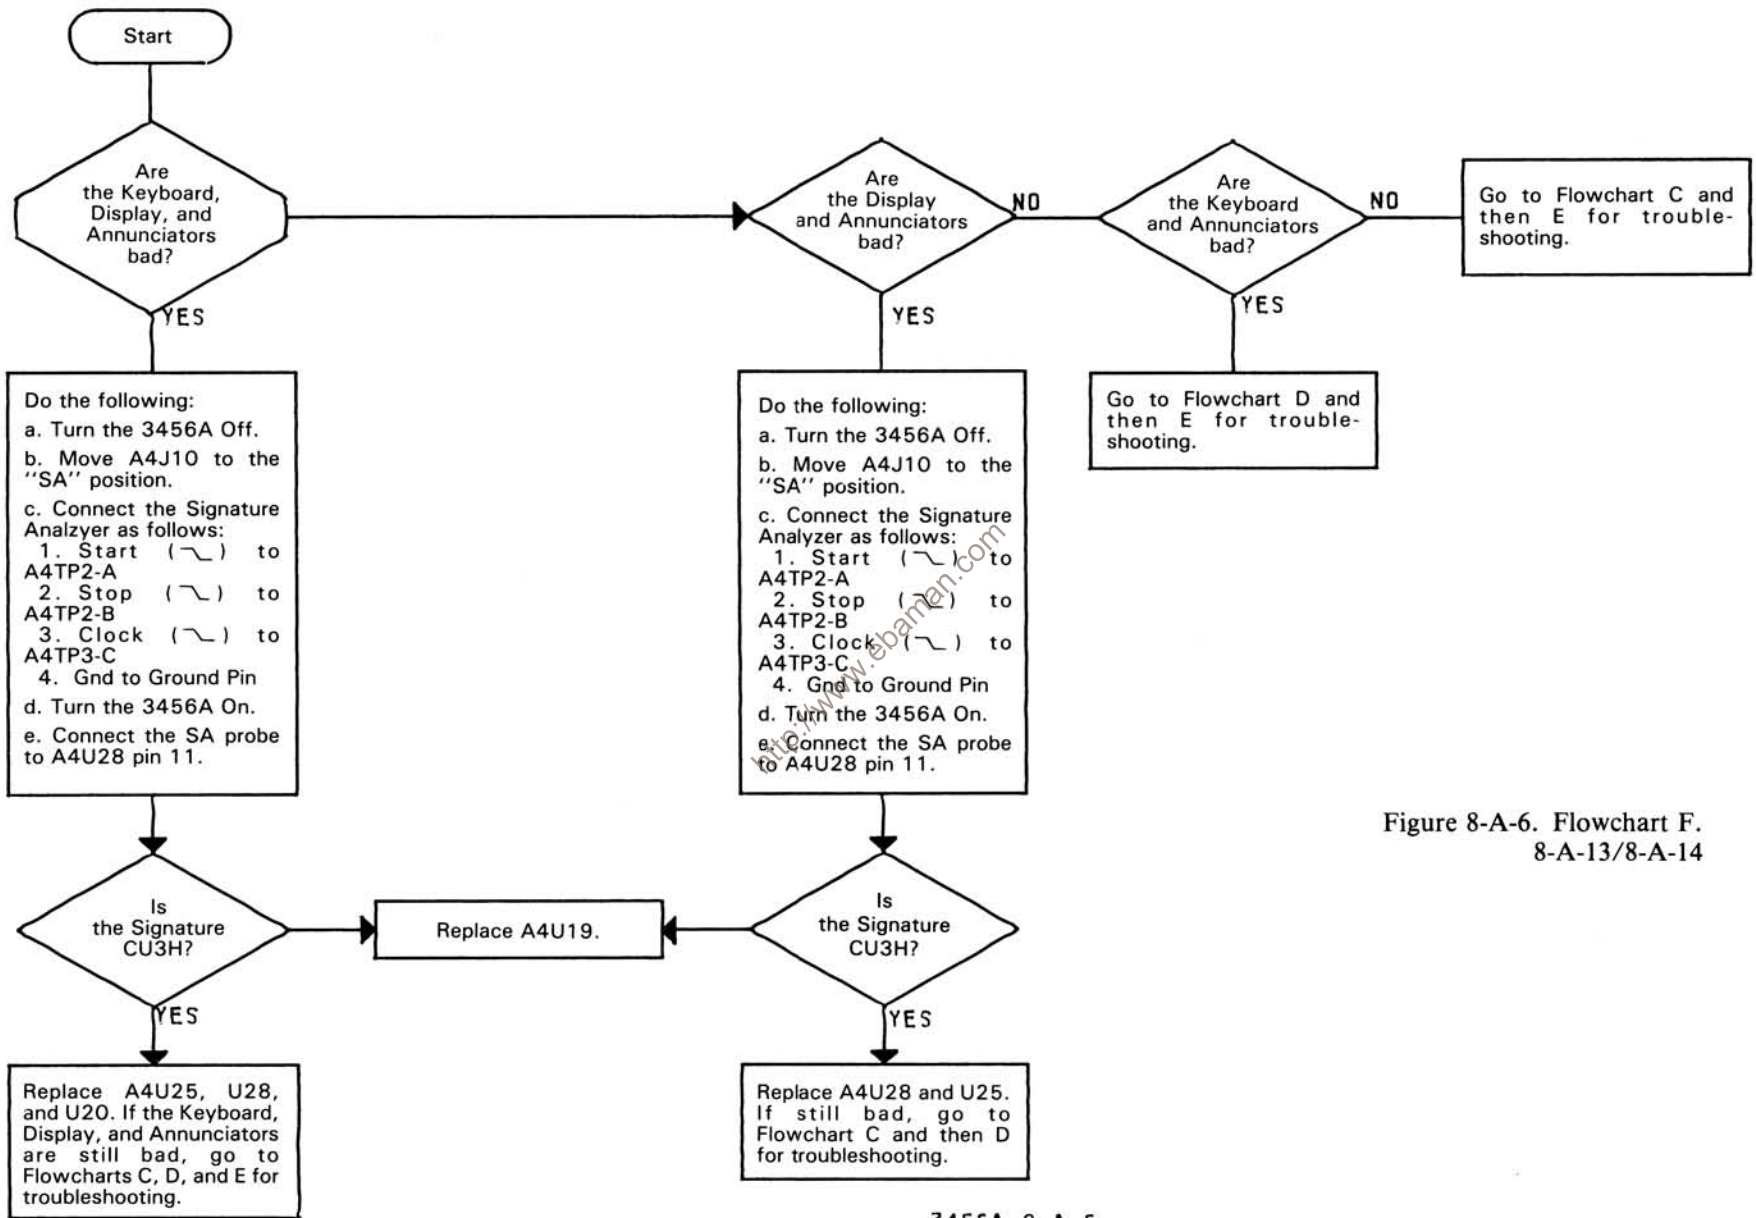 Start
Are
the Keyboard,
Display, and
Annunciators
bad?
YES
Are
the Display
and Annunciators
bad?
NO
YES
Are
the Keyboard
and Annunciators
bad?
NO
YES
Go to Flowchart C and
then E for trouble-
shooting.
Go to Flowchart D and
then E for trouble-
shooting.
Do the following:
a. Turn the 3456A Off.
b. Move A4J10 to the
"SA" position.
c. Connect the Signature
Analzyer as follows:
1. Start ( ) to
A4TP2-A
2. Stop ( ) to
A4TP2-B
3. Clock ( ) to
A4TP3-C
4. Gnd to Ground Pin
d. Turn the 3456A On.
e. Connect the SA probe
to A4U28 pin 11.
Do the following:
a. Turn the 3456A Off.
b. Move A4J10 to the
"SA" position.
c. Connect the Signature
Analyzer as follows:
1. Start ( ) to
A4TP2-A
2. Stop ( ) to
A4TP2-B
3. Clock ( ) to
A4TP3-C
4. Gnd to Ground Pin
d. Turn the 3456A On.
e. Connect the SA probe
to A4U28 pin 11.
http://www.ebaman.com
Figure 8-A-6. Flowchart F.
8-A-13/8-A-14
Is
the Signature
CU3H?
YES
Replace A4U19.
Is
the Signature
CU3H?
YES
Replace A4U25, U28,
and U20. If the Keyboard,
Display, and Annunciators
are still bad, go to
Flowcharts C, D, and E for
troubleshooting.
Replace A4U28 and U25.
If still bad, go to
Flowchart C and then D
for troubleshooting.